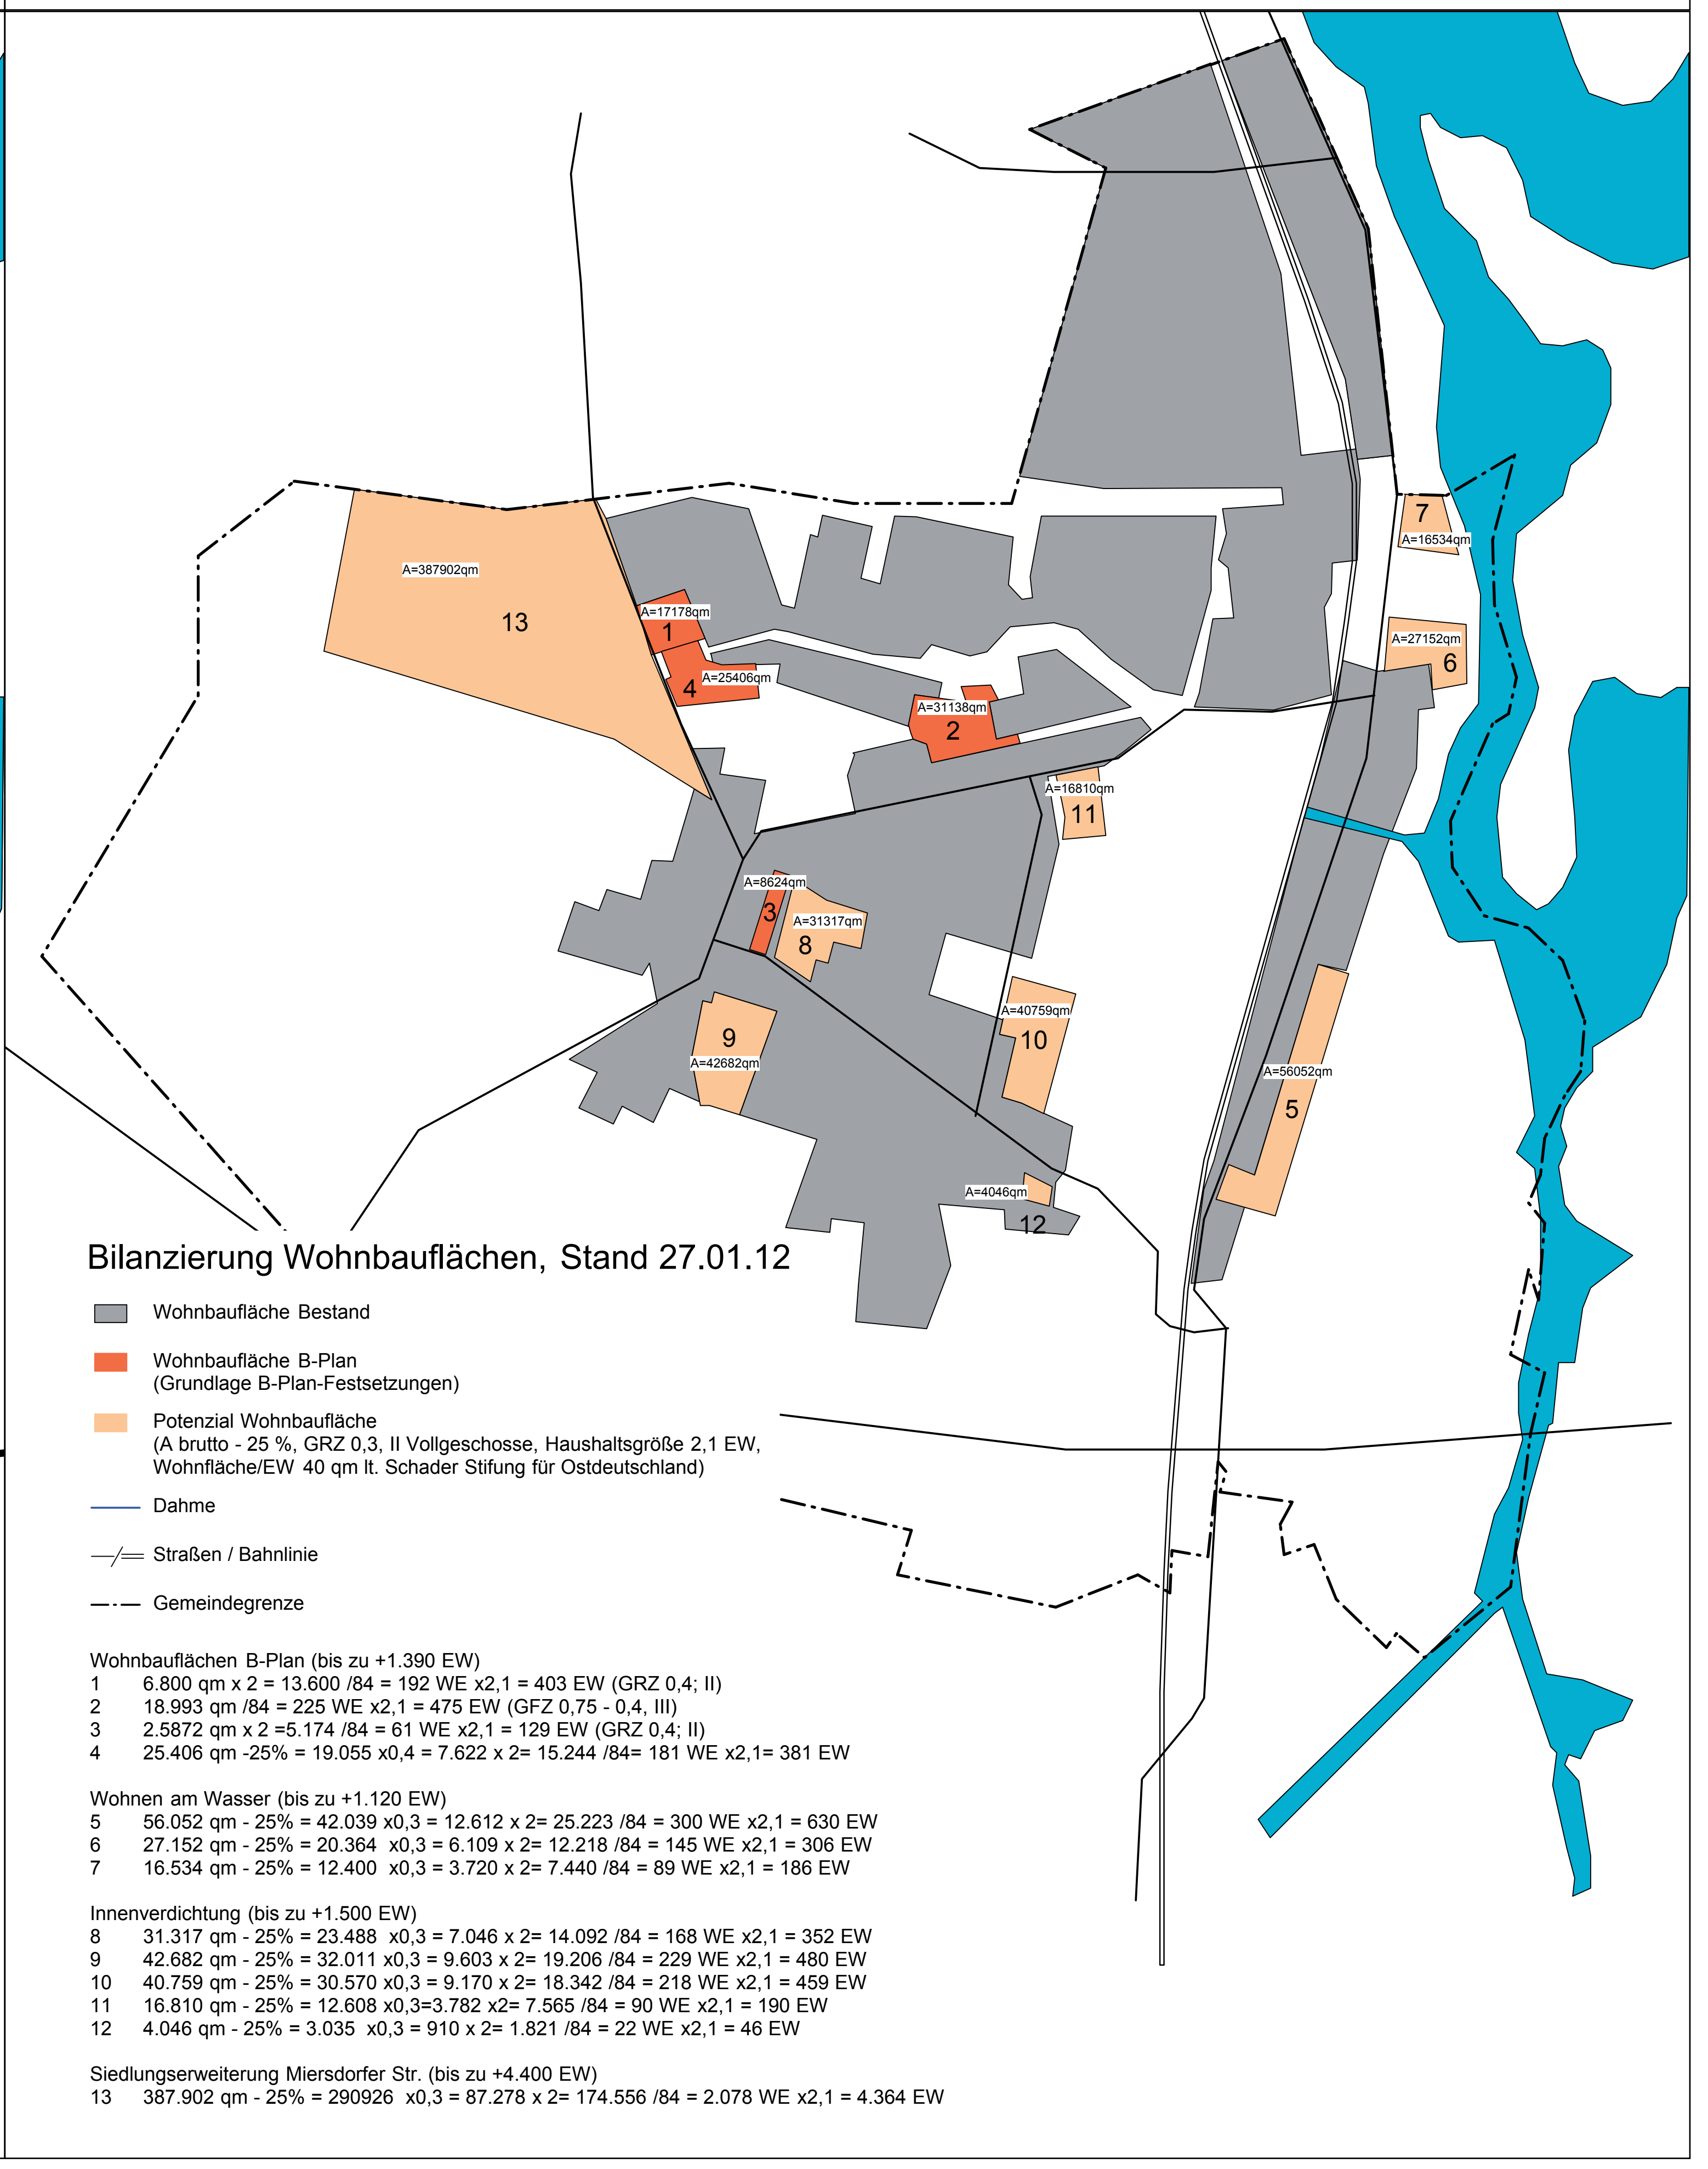 A=387902qm
13
A=17178qm
1
A=25406qm
4
A=31138qm
2
7
A=16534qm
A=27152qm
6
A=16810qm
11
A=8624qm
3
A=31317qm
8
A=40759qm
10
9
A=42682qm
A=56052qm
5
A=4046qm
12
Bilanzierung Wohnbauflächen, Stand 27.01.12
Wohnbaufläche Bestand
Wohnbaufläche B-Plan
(Grundlage B-Plan-Festsetzungen)
Potenzial Wohnbaufläche
(A brutto - 25 %, GRZ 0,3, II Vollgeschosse, Haushaltsgröße 2,1 EW,
Wohnfläche/EW 40 qm lt. Schader Stifung für Ostdeutschland)
Dahme
Straßen / Bahnlinie
Gemeindegrenze
Wohnbauflächen B-Plan (bis zu +1.390 EW)
1 6.800 qm x 2 = 13.600 /84 = 192 WE x2,1 = 403 EW (GRZ 0,4; II)
2 18.993 qm /84 = 225 WE x2,1 = 475 EW (GFZ 0,75 - 0,4, III)
3 2.5872 qm x 2 =5.174 /84 = 61 WE x2,1 = 129 EW (GRZ 0,4; II)
4 25.406 qm -25% = 19.055 x0,4 = 7.622 x 2= 15.244 /84= 181 WE x2,1= 381 EW
Wohnen am Wasser (bis zu +1.120 EW)
5 56.052 qm - 25% = 42.039 x0,3 = 12.612 x 2= 25.223 /84 = 300 WE x2,1 = 630 EW
6 27.152 qm - 25% = 20.364 x0,3 = 6.109 x 2= 12.218 /84 = 145 WE x2,1 = 306 EW
7 16.534 qm - 25% = 12.400 x0,3 = 3.720 x 2= 7.440 /84 = 89 WE x2,1 = 186 EW
Innenverdichtung (bis zu +1.500 EW)
8 31.317 qm - 25% = 23.488 x0,3 = 7.046 x 2= 14.092 /84 = 168 WE x2,1 = 352 EW
9 42.682 qm - 25% = 32.011 x0,3 = 9.603 x 2= 19.206 /84 = 229 WE x2,1 = 480 EW
10 40.759 qm - 25% = 30.570 x0,3 = 9.170 x 2= 18.342 /84 = 218 WE x2,1 = 459 EW
11 16.810 qm - 25% = 12.608 x0,3=3.782 x2= 7.565 /84 = 90 WE x2,1 = 190 EW
12 4.046 qm - 25% = 3.035 x0,3 = 910 x 2= 1.821 /84 = 22 WE x2,1 = 46 EW
Siedlungserweiterung Miersdorfer Str. (bis zu +4.400 EW)
13 387.902 qm - 25% = 290926 x0,3 = 87.278 x 2= 174.556 /84 = 2.078 WE x2,1 = 4.364 EW